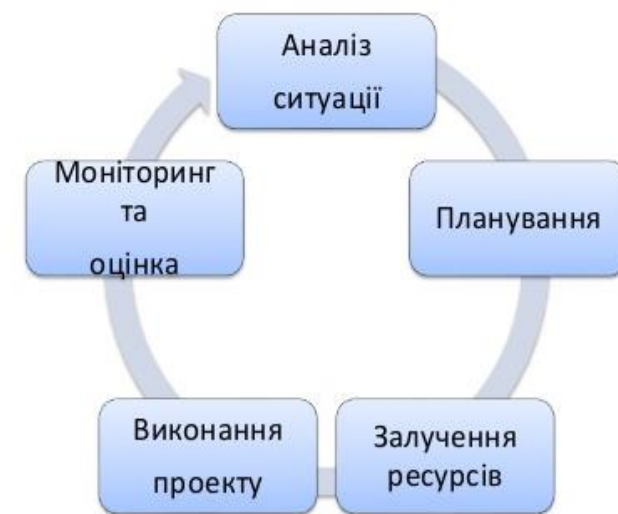 Аналіз
ситуації
Планування
Залучення
ресурсів
Виконання
проекту
Моніторинг
та
оцінка